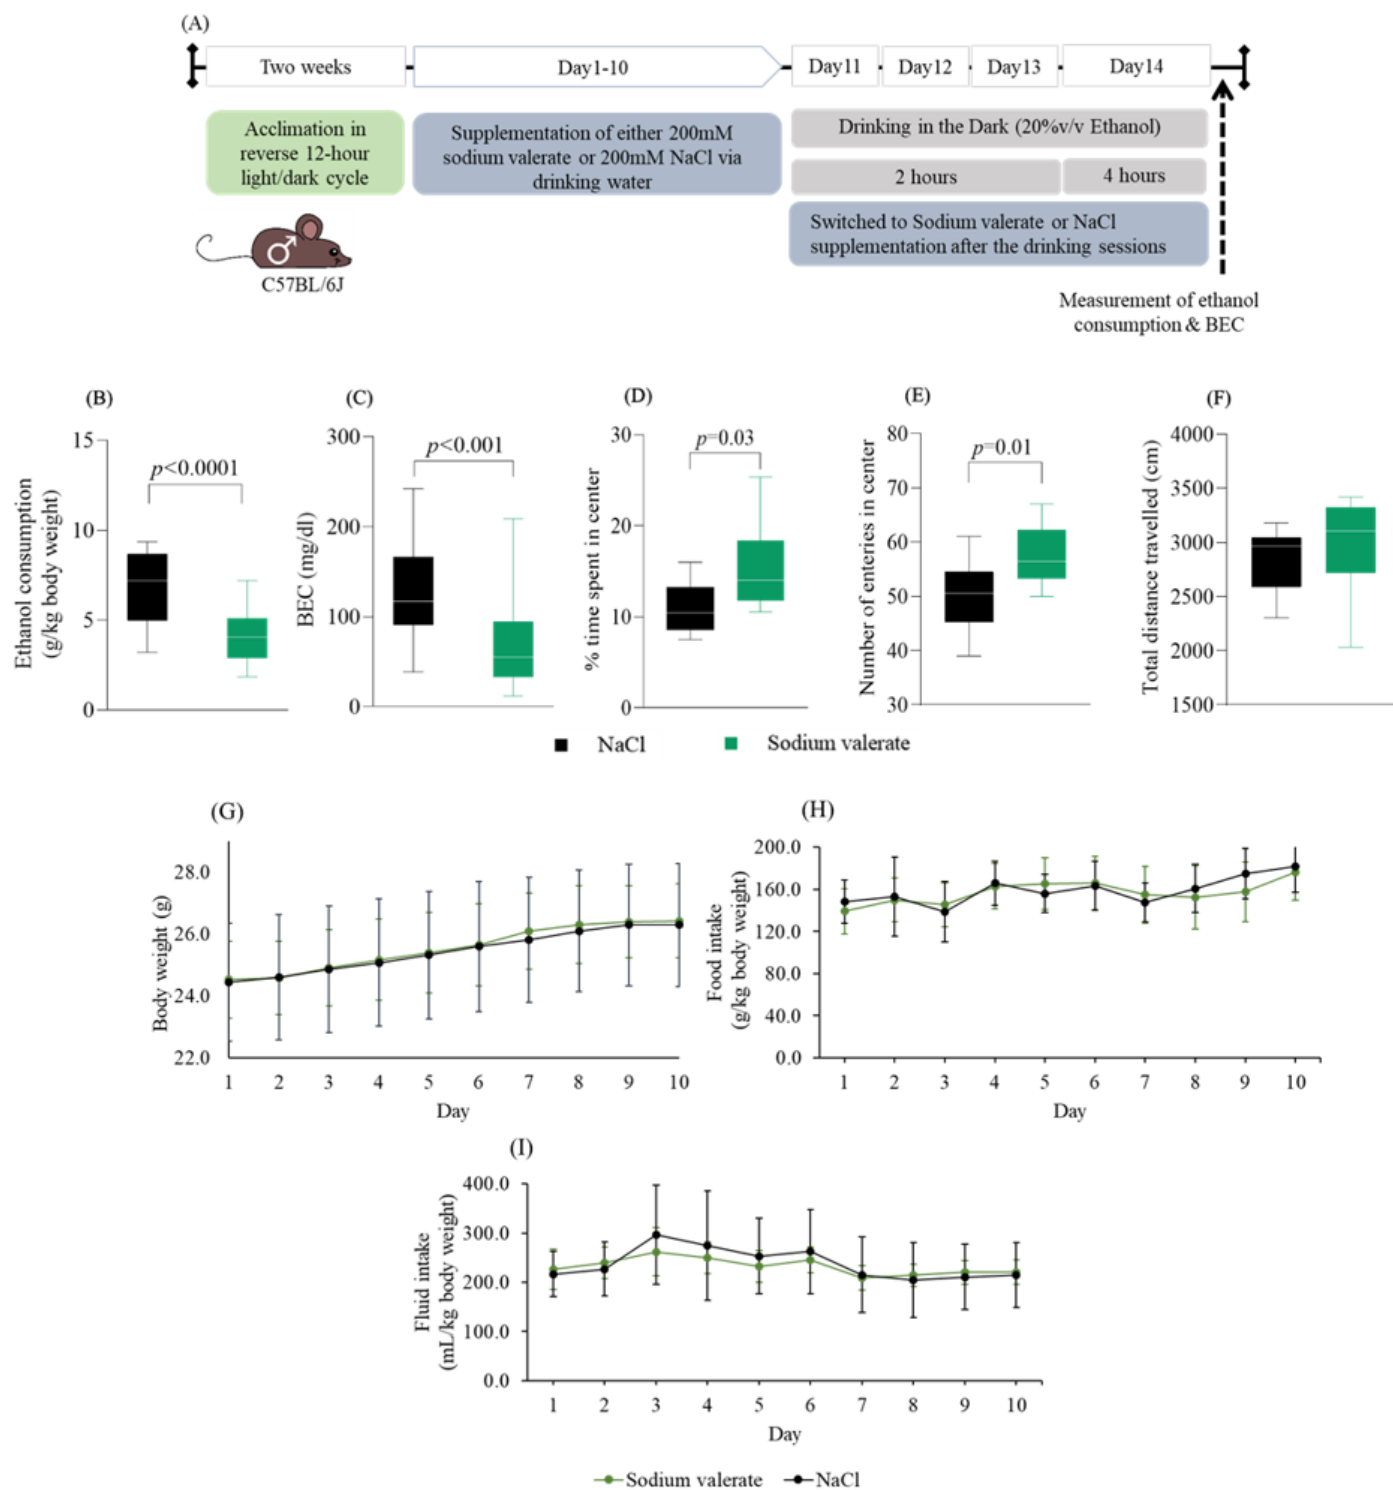 (A)
Two weeks
Day1-10
Day11
Day12
Day13
Day14
Acclimation in
reverse 12-hour
light/dark cycle
Supplementation of either 200mM
sodium valerate or 200mM NaCl via
drinking water
Drinking in the Dark (20%v/v Ethanol)
2 hours
4 hours
Switched to Sodium valerate or NaCl
supplementation after the drinking sessions
♂
C57BL/6J
Measurement of ethanol
consumption & BEC
(B)
Ethanol consumption
(g/kg body weight)
15
10
5
0
p<0.0001
(C)
BEC (mg/dl)
300
200
100
0
p<0.001
(D)
% time spent in center
30
20
10
0
p=0.03
(E)
Number of enteries in center
80
70
60
50
40
30
p=0.01
(F)
Total distance travelled (cm)
4000
3500
3000
2500
2000
1500
NaCl
Sodium valerate
(G)
Body weight (g)
28.0
26.0
24.0
22.0
1 2 3 4 5 6 7 8 9 10
Day
(H)
Food intake
(g/kg body weight)
200.0
160.0
120.0
80.0
40.0
0.0
1 2 3 4 5 6 7 8 9 10
Day
(I)
Fluid intake
(mL/kg body weight)
400.0
300.0
200.0
100.0
0.0
1 2 3 4 5 6 7 8 9 10
Day
Sodium valerate
NaCl